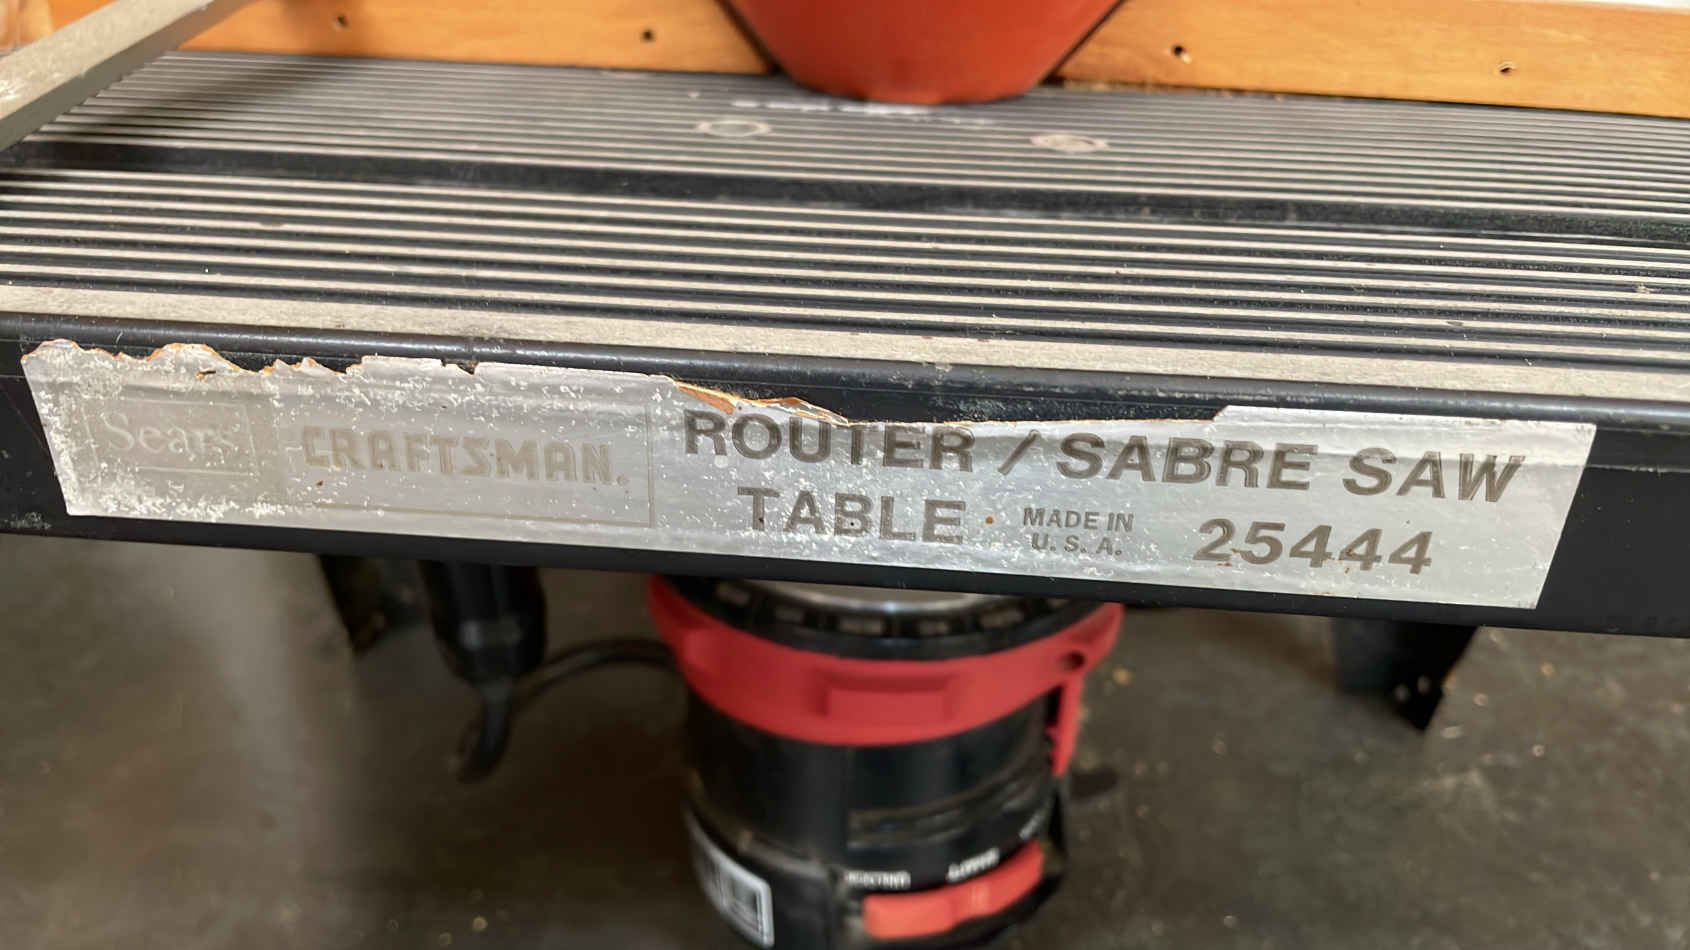 Sears
CRAFTSMAN.
ROUTER / SABRE SAW
TABLE
MADE IN
U. S. A.
25444